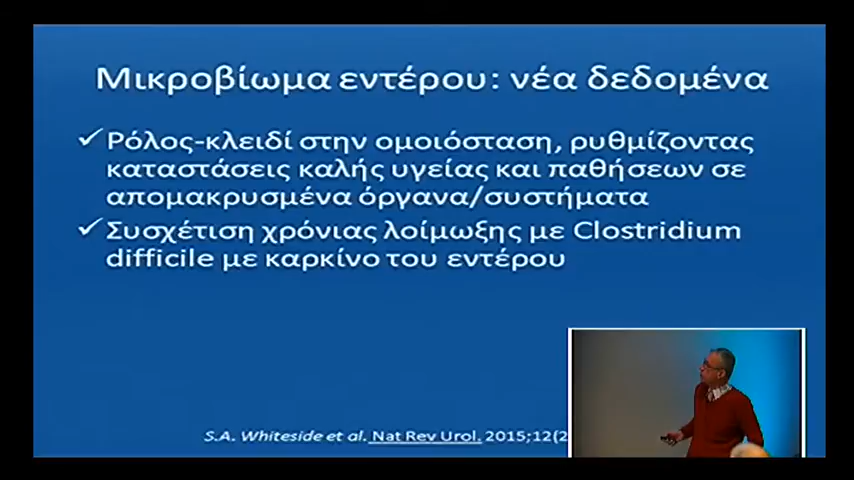 Μικροβίωμα εντέρου: νέα δεδομένα
✓Ρόλος-κλειδί στην ομοιόσταση, ρυθμίζοντας
καταστάσεις καλής υγείας και παθήσεων σε
απομακρυσμένα όργανα/συστήματα
✓Συσχέτιση χρόνιας λοίμωξης με Clostridium
difficile με καρκίνο του εντέρου
S.A. Whiteside et al. Nat Rev Urol. 2015;12(2